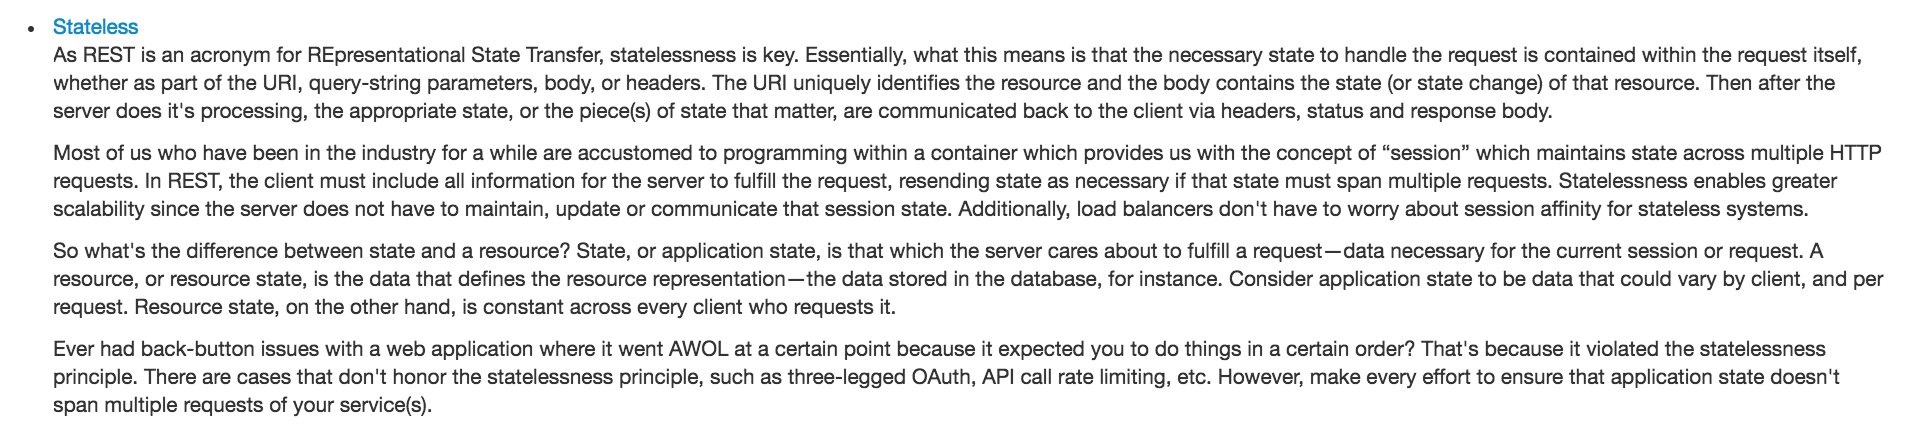 • Stateless
As REST is an acronym for REpresentational State Transfer, statelessness is key. Essentially, what this means is that the necessary state to handle the request is contained within the request itself,
whether as part of the URI, query-string parameters, body, or headers. The URI uniquely identifies the resource and the body contains the state (or state change) of that resource. Then after the
server does it's processing, the appropriate state, or the piece(s) of state that matter, are communicated back to the client via headers, status and response body.
Most of us who have been in the industry for a while are accustomed to programming within a container which provides us with the concept of “session” which maintains state across multiple HTTP
requests. In REST, the client must include all information for the server to fulfill the request, resending state as necessary if that state must span multiple requests. Statelessness enables greater
scalability since the server does not have to maintain, update or communicate that session state. Additionally, load balancers don't have to worry about session affinity for stateless systems.
So what's the difference between state and a resource? State, or application state, is that which the server cares about to fulfill a request—data necessary for the current session or request. A
resource, or resource state, is the data that defines the resource representation—the data stored in the database, for instance. Consider application state to be data that could vary by client, and per
request. Resource state, on the other hand, is constant across every client who requests it.
Ever had back-button issues with a web application where it went AWOL at a certain point because it expected you to do things in a certain order? That's because it violated the statelessness
principle. There are cases that don't honor the statelessness principle, such as three-legged OAuth, API call rate limiting, etc. However, make every effort to ensure that application state doesn't
span multiple requests of your service(s).